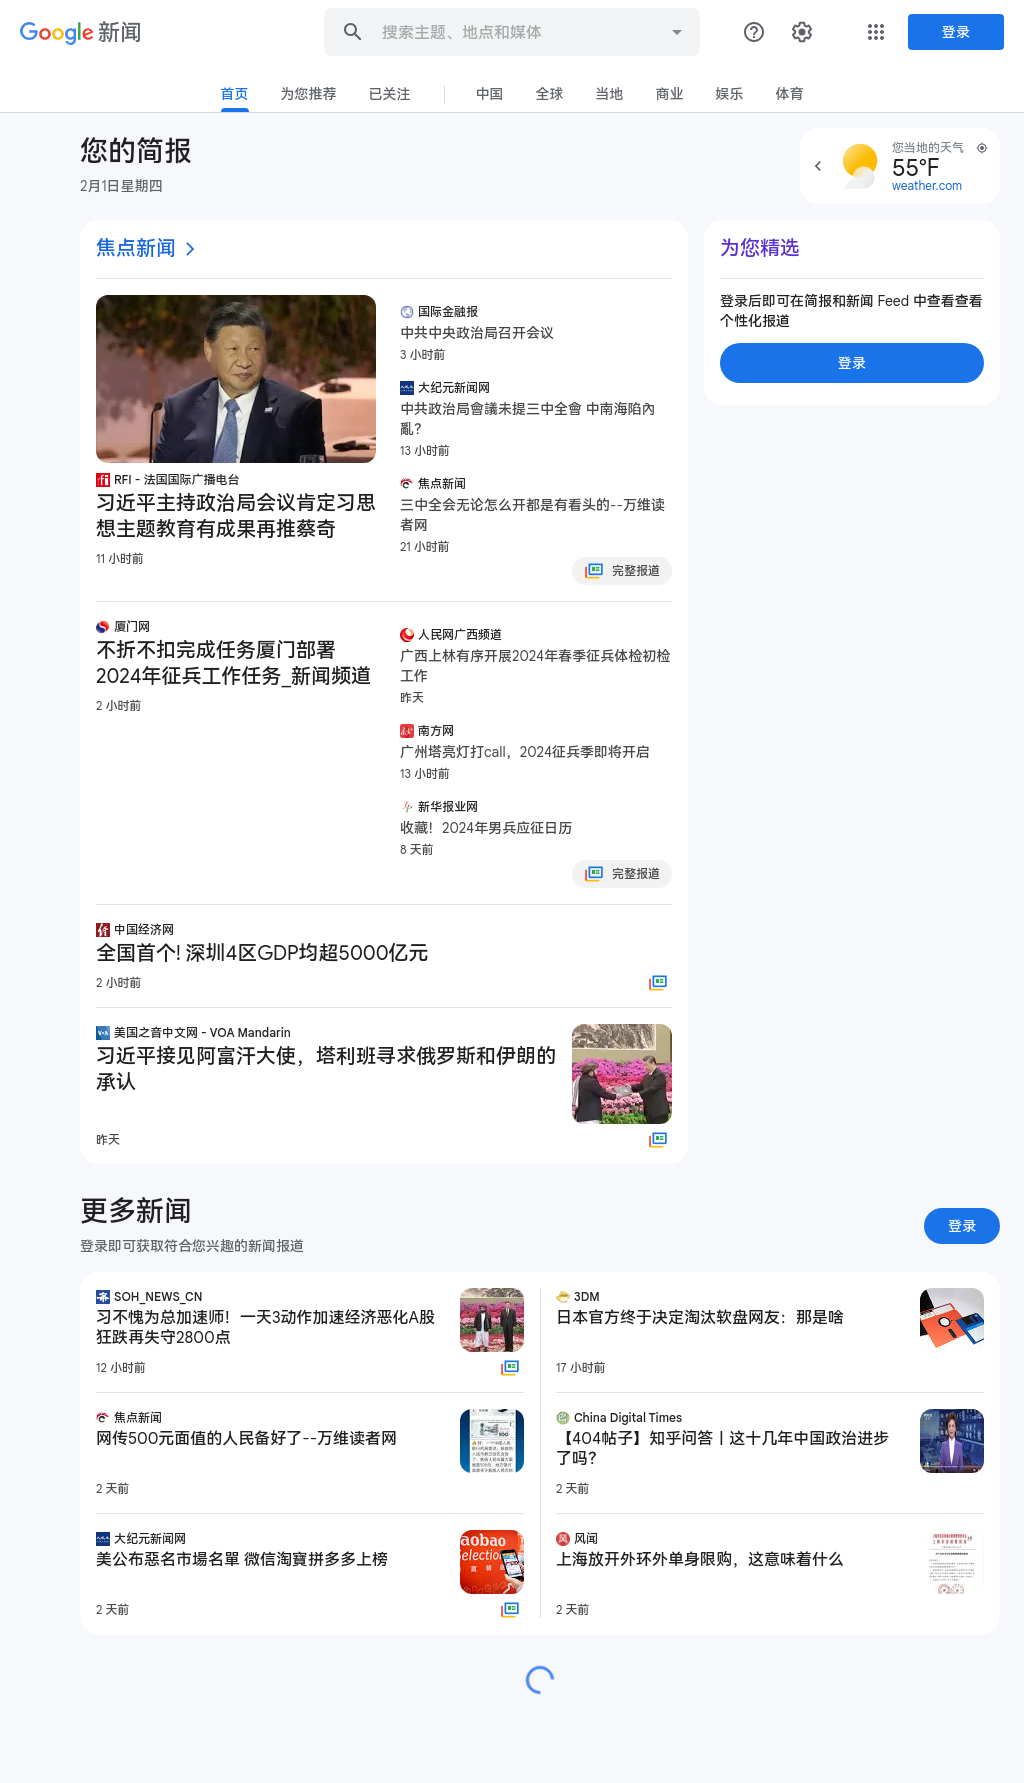 Google 新闻
搜索主题、地点和媒体
登录
首页
为您推荐
已关注
中国
全球
当地
商业
娱乐
体育
您的简报
2月1日星期四
您当地的天气
55°F
weather.com
焦点新闻
RFI - 法国国际广播电台
习近平主持政治局会议肯定习思
想主题教育有成果再推蔡奇
11 小时前
国际金融报
中共中央政治局召开会议
3 小时前
大纪元新闻网
中共政治局會議未提三中全會 中南海陷內
亂？
13 小时前
焦点新闻
三中全会无论怎么开都是有看头的--万维读
者网
21 小时前
完整报道
厦门网
不折不扣完成任务厦门部署
2024年征兵工作任务_新闻频道
2 小时前
人民网广西频道
广西上林有序开展2024年春季征兵体检初检
工作
昨天
南方网
广州塔亮灯打call，2024征兵季即将开启
13 小时前
新华报业网
收藏！2024年男兵应征日历
8 天前
完整报道
中国经济网
全国首个! 深圳4区GDP均超5000亿元
2 小时前
美国之音中文网 - VOA Mandarin
习近平接见阿富汗大使，塔利班寻求俄罗斯和伊朗的
承认
昨天
为您精选
登录后即可在简报和新闻 Feed 中查看查看
个性化报道
登录
更多新闻
登录即可获取符合您兴趣的新闻报道
登录
SOH_NEWS_CN
习不愧为总加速师！一天3动作加速经济恶化A股
狂跌再失守2800点
12 小时前
3DM
日本官方终于决定淘汰软盘网友：那是啥
17 小时前
焦点新闻
网传500元面值的人民备好了--万维读者网
2 天前
China Digital Times
【404帖子】知乎问答丨这十几年中国政治进步
了吗？
2 天前
大纪元新闻网
美公布惡名市場名單 微信淘寶拼多多上榜
2 天前
风闻
上海放开外环外单身限购，这意味着什么
2 天前